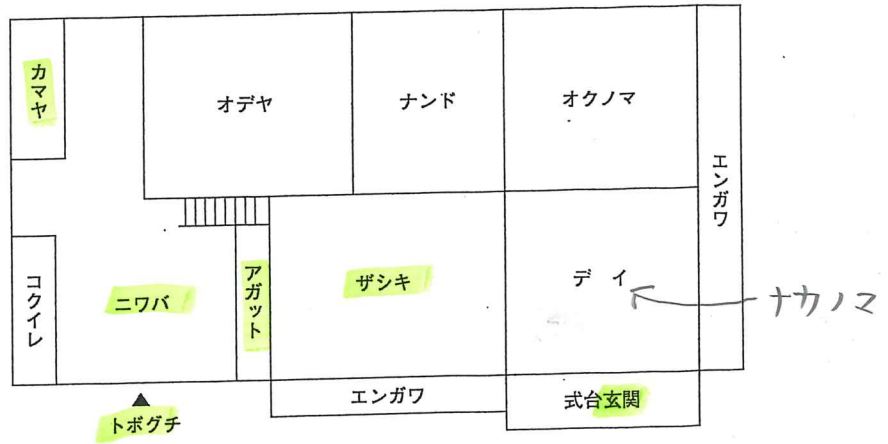 カマヤ
オデヤ
ナンド
オクノマ
エンガワ
コクイレ
ニワバ
アガット
ザシキ
デイ
ナカノマ
エンガワ
式台玄関
トボグチ